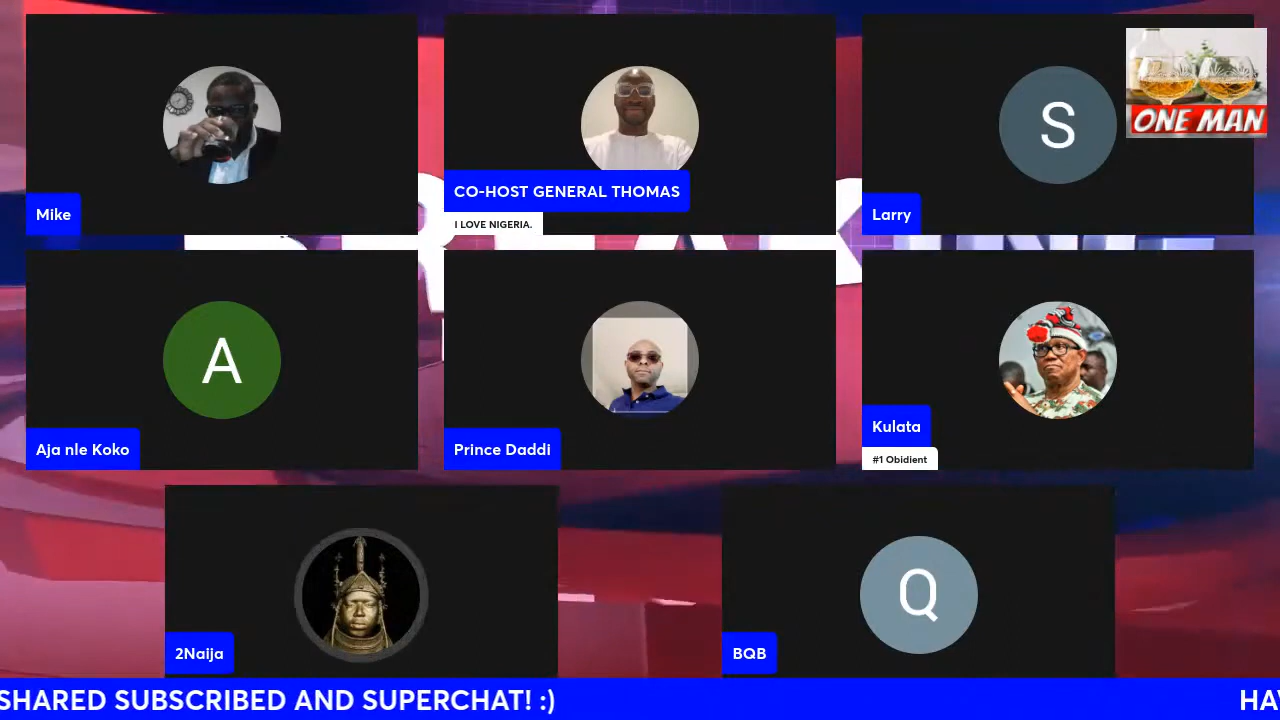 S
ONE MAN
Mike
CO-HOST GENERAL THOMAS
I LOVE NIGERIA.
Larry
A
Aja nle Koko
Prince Daddi
Kulata
#1 Obidient
Q
2Naija
BQB
SHARED SUBSCRIBED AND SUPERCHAT! :)